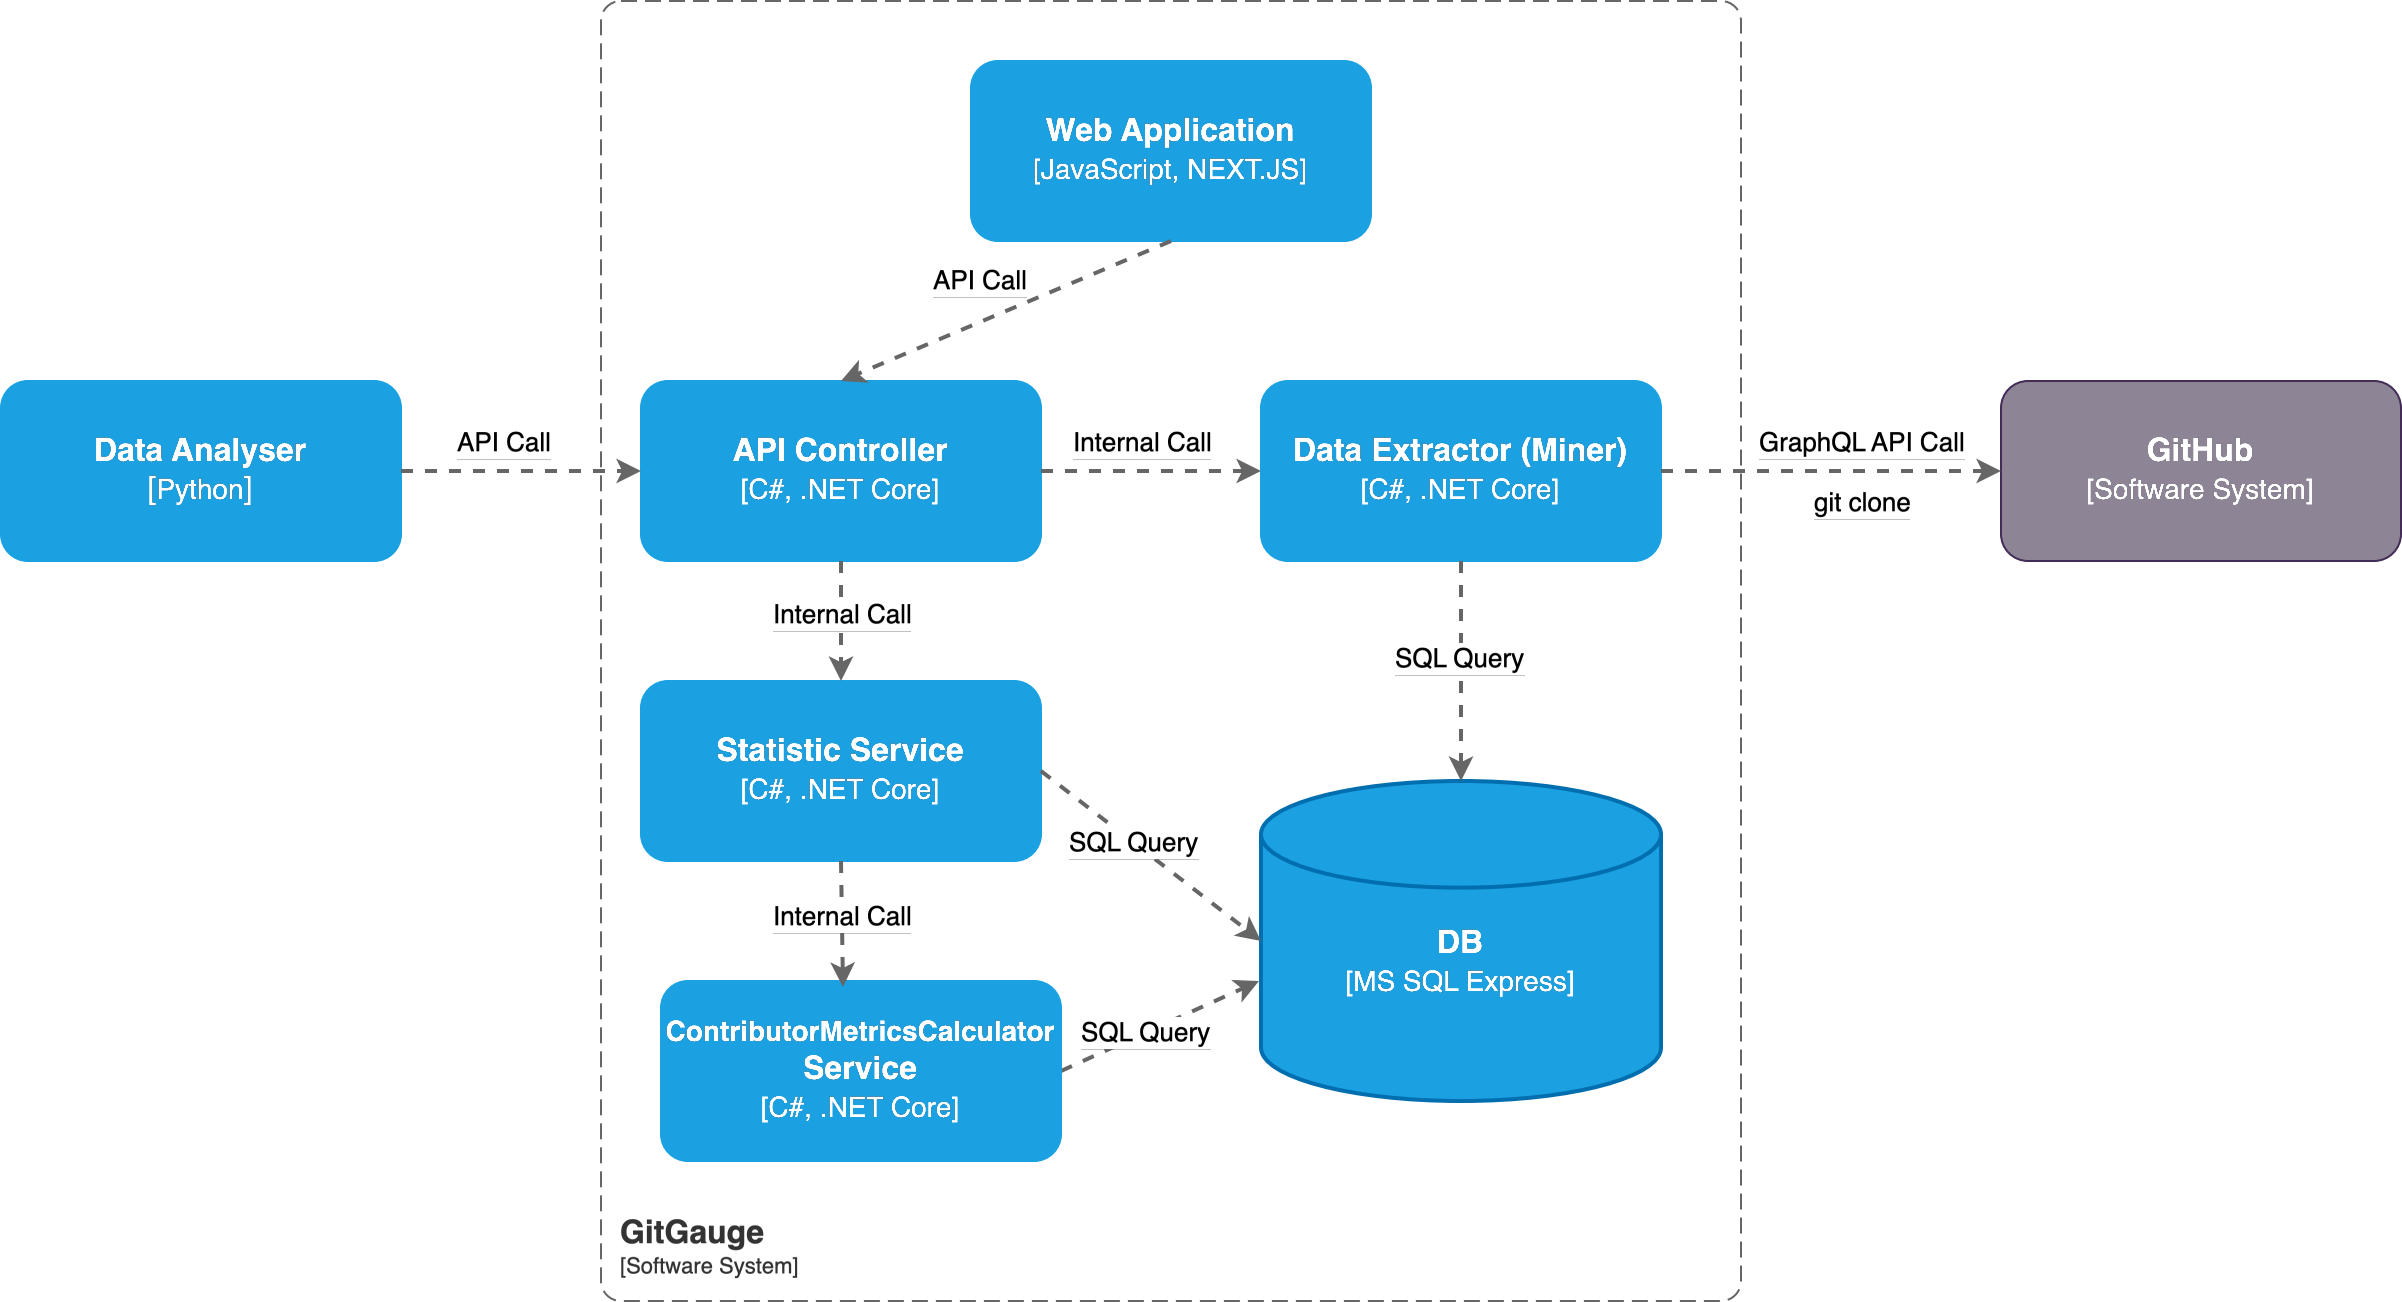 Web Application
[JavaScript, NEXT.JS]
API Call
Data Analyser
[Python]
API Call
API Controller
[C#, .NET Core]
Internal Call
Data Extractor (Miner)
[C#, .NET Core]
GraphQL API Call
git clone
GitHub
[Software System]
Internal Call
SQL Query
Statistic Service
[C#, .NET Core]
SQL Query
Internal Call
DB
[MS SQL Express]
ContributorMetricsCalculator
Service
[C#, .NET Core]
SQL Query
GitGauge
[Software System]